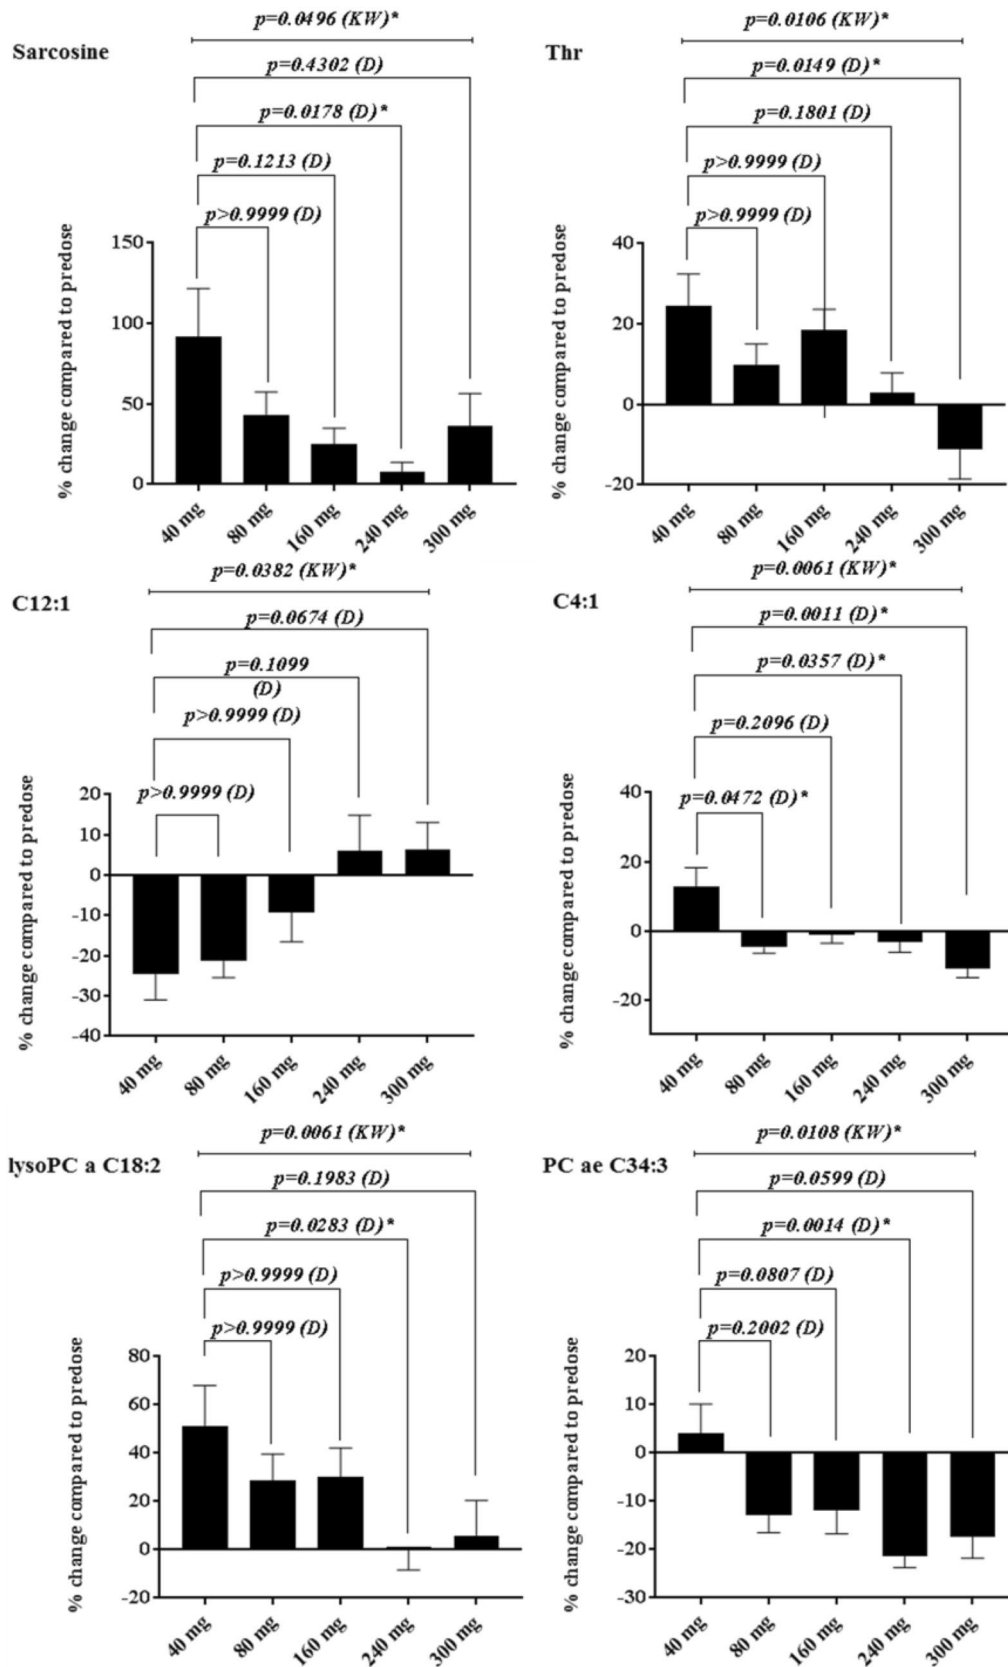 Sarcosine
p=0.0496 (KW)*
p=0.4302 (D)
p=0.0178 (D)*
p=0.1213 (D)
p>0.9999 (D)
% change compared to predose
150
100
50
0
40 mg
80 mg
160 mg
240 mg
300 mg
Thr
p=0.0106 (KW)*
p=0.0149 (D)*
p=0.1801 (D)
p>0.9999 (D)
p>0.9999 (D)
% change compared to predose
40
20
0
-20
40 mg
80 mg
160 mg
240 mg
300 mg
C12:1
p=0.0382 (KW)*
p=0.0674 (D)
p=0.1099
(D)
p>0.9999 (D)
p>0.9999 (D)
% change compared to predose
20
10
0
-10
-20
-30
-40
40 mg
80 mg
160 mg
240 mg
300 mg
C4:1
p=0.0061 (KW)*
p=0.0011 (D)*
p=0.0357 (D)*
p=0.2096 (D)
p=0.0472 (D)*
% change compared to predose
40
20
0
-20
40 mg
80 mg
160 mg
240 mg
300 mg
lysoPC a C18:2
p=0.0061 (KW)*
p=0.1983 (D)
p=0.0283 (D)*
p>0.9999 (D)
p>0.9999 (D)
% change compared to predose
80
60
40
20
0
-20
40 mg
80 mg
160 mg
240 mg
300 mg
PC ae C34:3
p=0.0108 (KW)*
p=0.0599 (D)
p=0.0014 (D)*
p=0.0807 (D)
p=0.2002 (D)
% change compared to predose
20
10
0
-10
-20
-30
40 mg
80 mg
160 mg
240 mg
300 mg